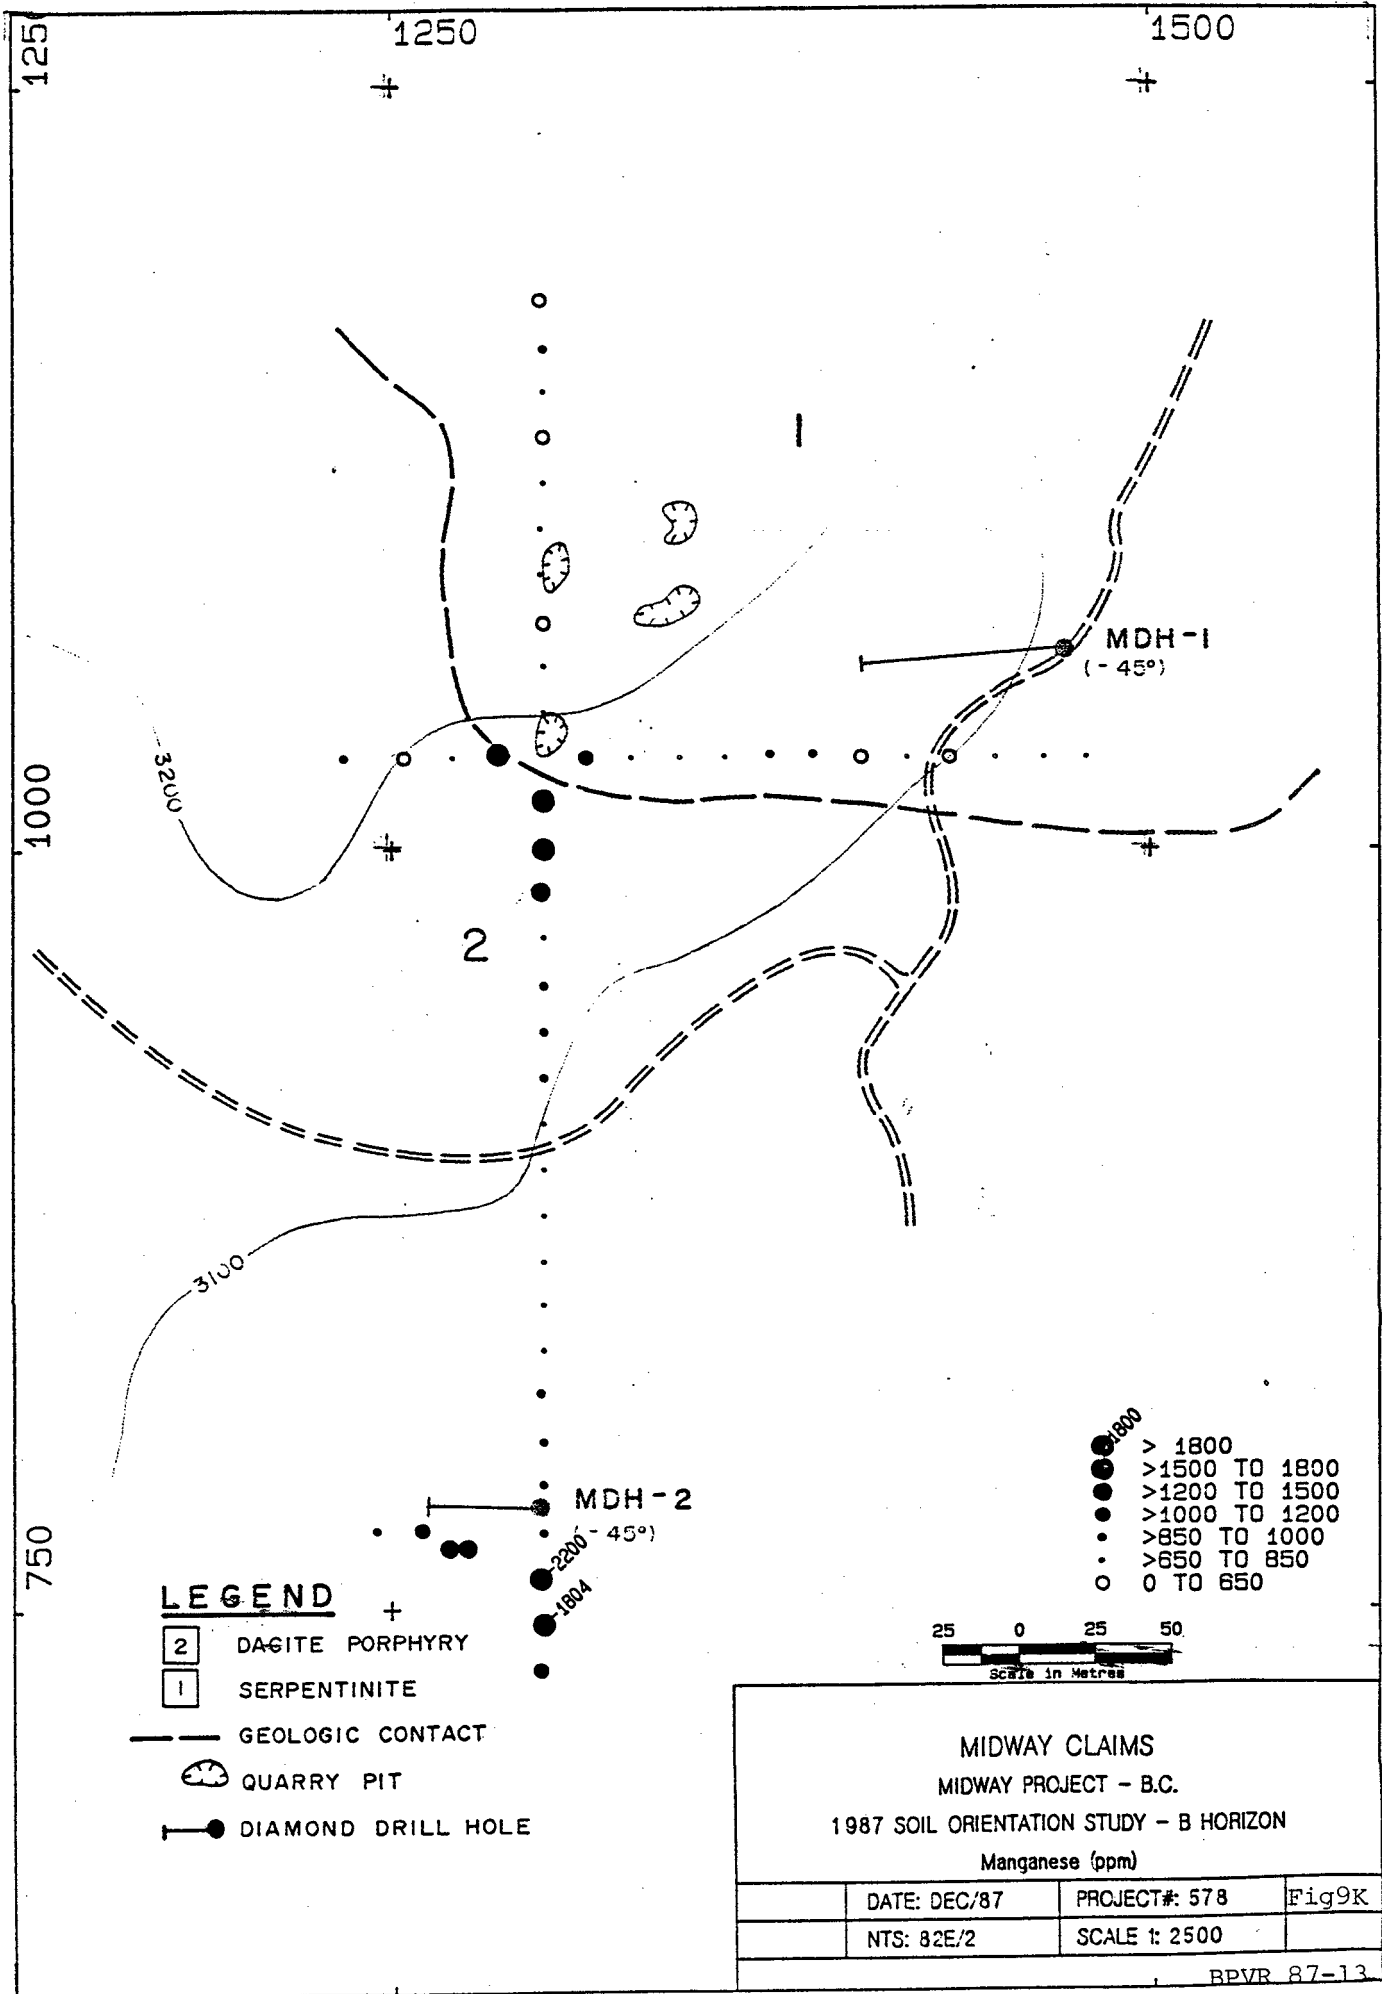 1250
1500
125
1
MDH-1
(-45°)
3200
1000
2
3100
MDH-2
(-45°)
750
2200
1804
1800
> 1800
>1500 TO 1800
>1200 TO 1500
>1000 TO 1200
>850 TO 1000
>650 TO 850
0 TO 650
LEGEND
2 DACITE PORPHYRY
1 SERPENTINITE
GEOLOGIC CONTACT
QUARRY PIT
DIAMOND DRILL HOLE
25 0 25 50
Scale in Metres
MIDWAY CLAIMS
MIDWAY PROJECT - B.C.
1987 SOIL ORIENTATION STUDY - B HORIZON
Manganese (ppm)
DATE: DEC/87 PROJECT#: 578 Fig9K
NTS: 82E/2 SCALE 1: 2500
BPVR 87-13